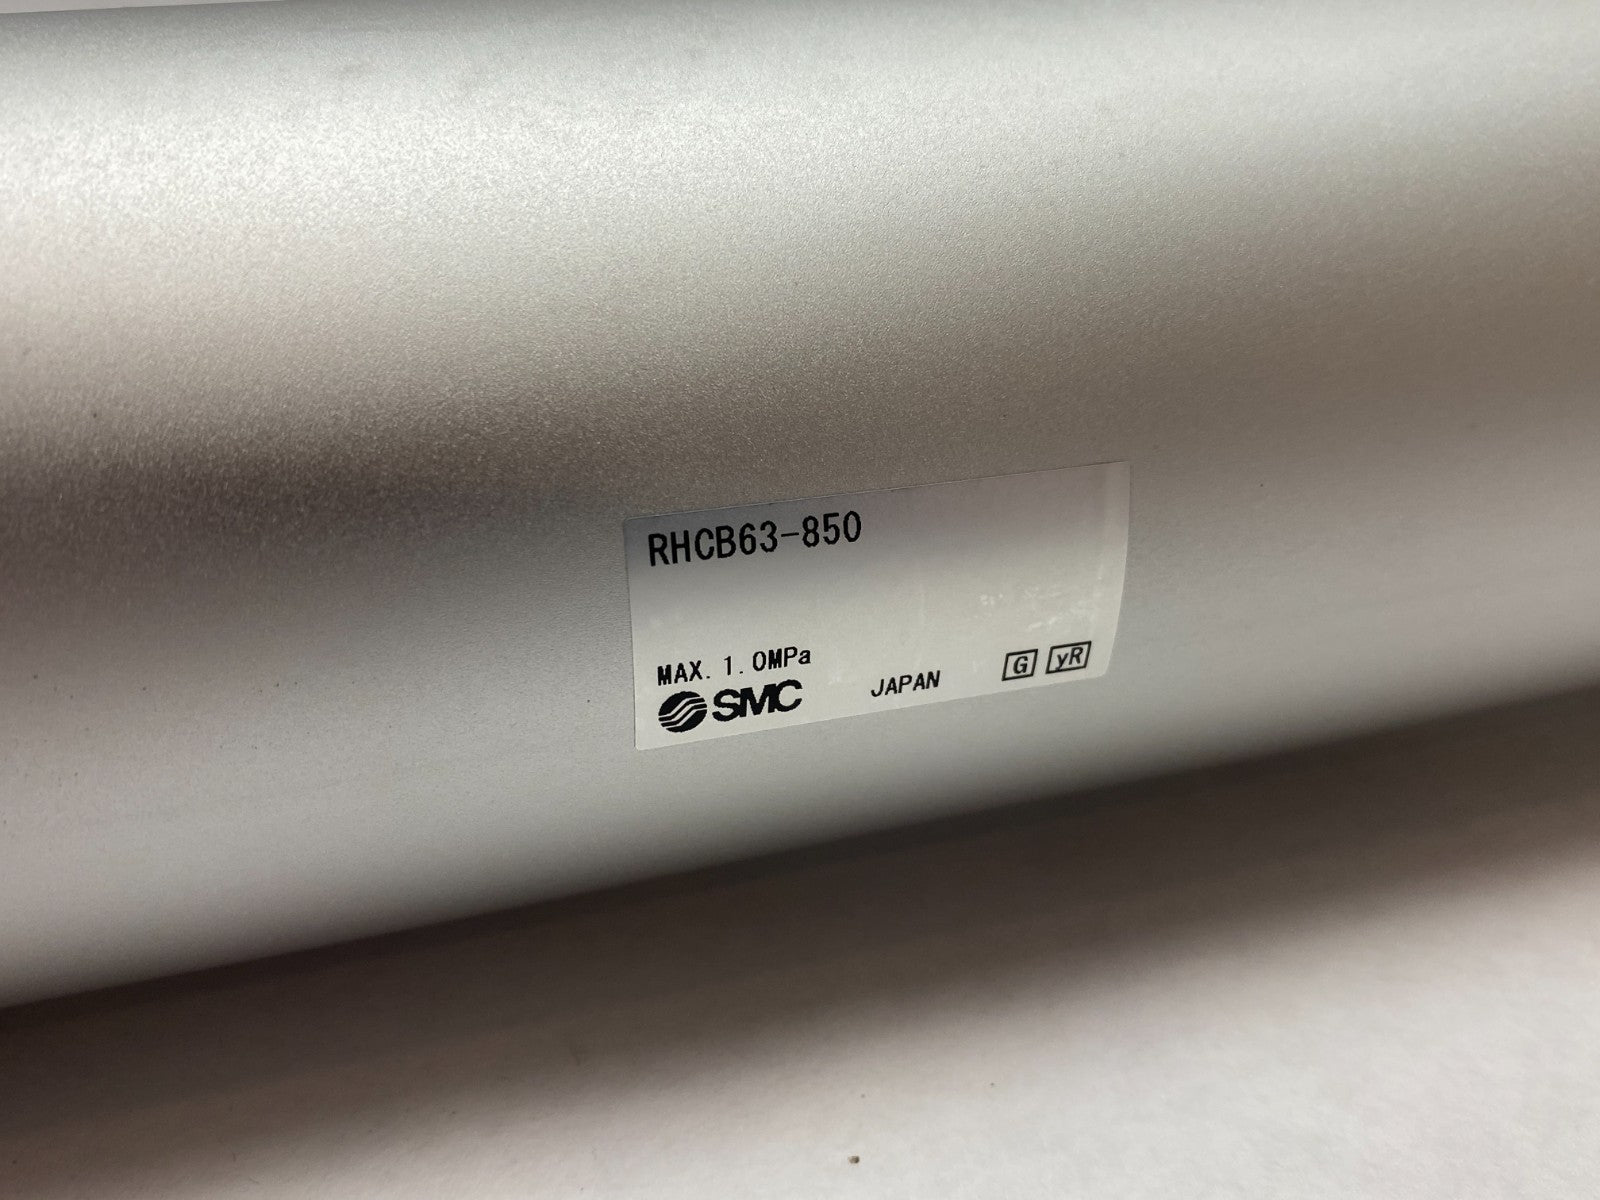 RHCB63-850
MAX. 1.0MPa
SMC JAPAN G yR